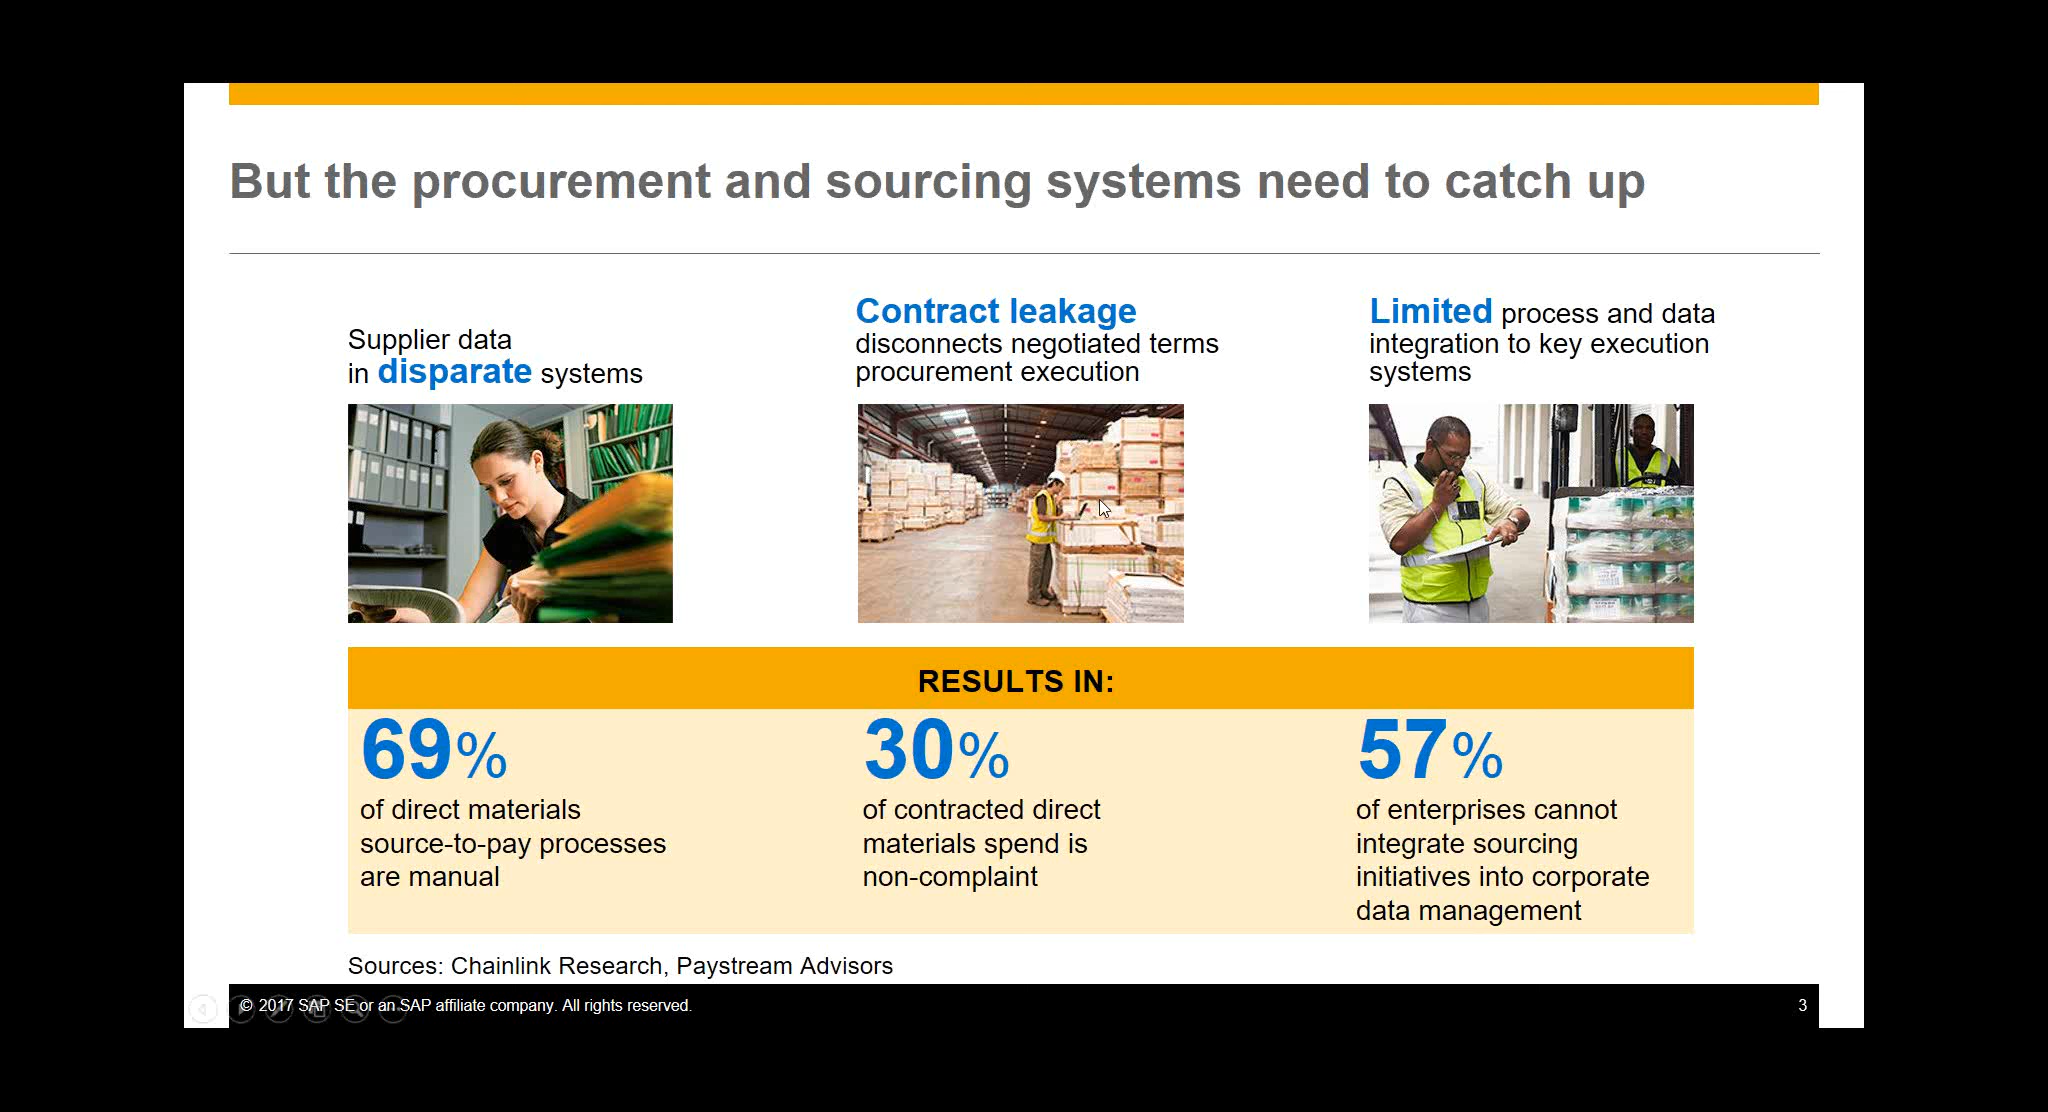 But the procurement and sourcing systems need to catch up
Supplier data
in disparate systems
Contract leakage
disconnects negotiated terms
procurement execution
Limited process and data
integration to key execution
systems
RESULTS IN:
69%
of direct materials
source-to-pay processes
are manual
30%
of contracted direct
materials spend is
non-complaint
57%
of enterprises cannot
integrate sourcing
initiatives into corporate
data management
Sources: Chainlink Research, Paystream Advisors
© 2017 SAP SE or an SAP affiliate company. All rights reserved.
3